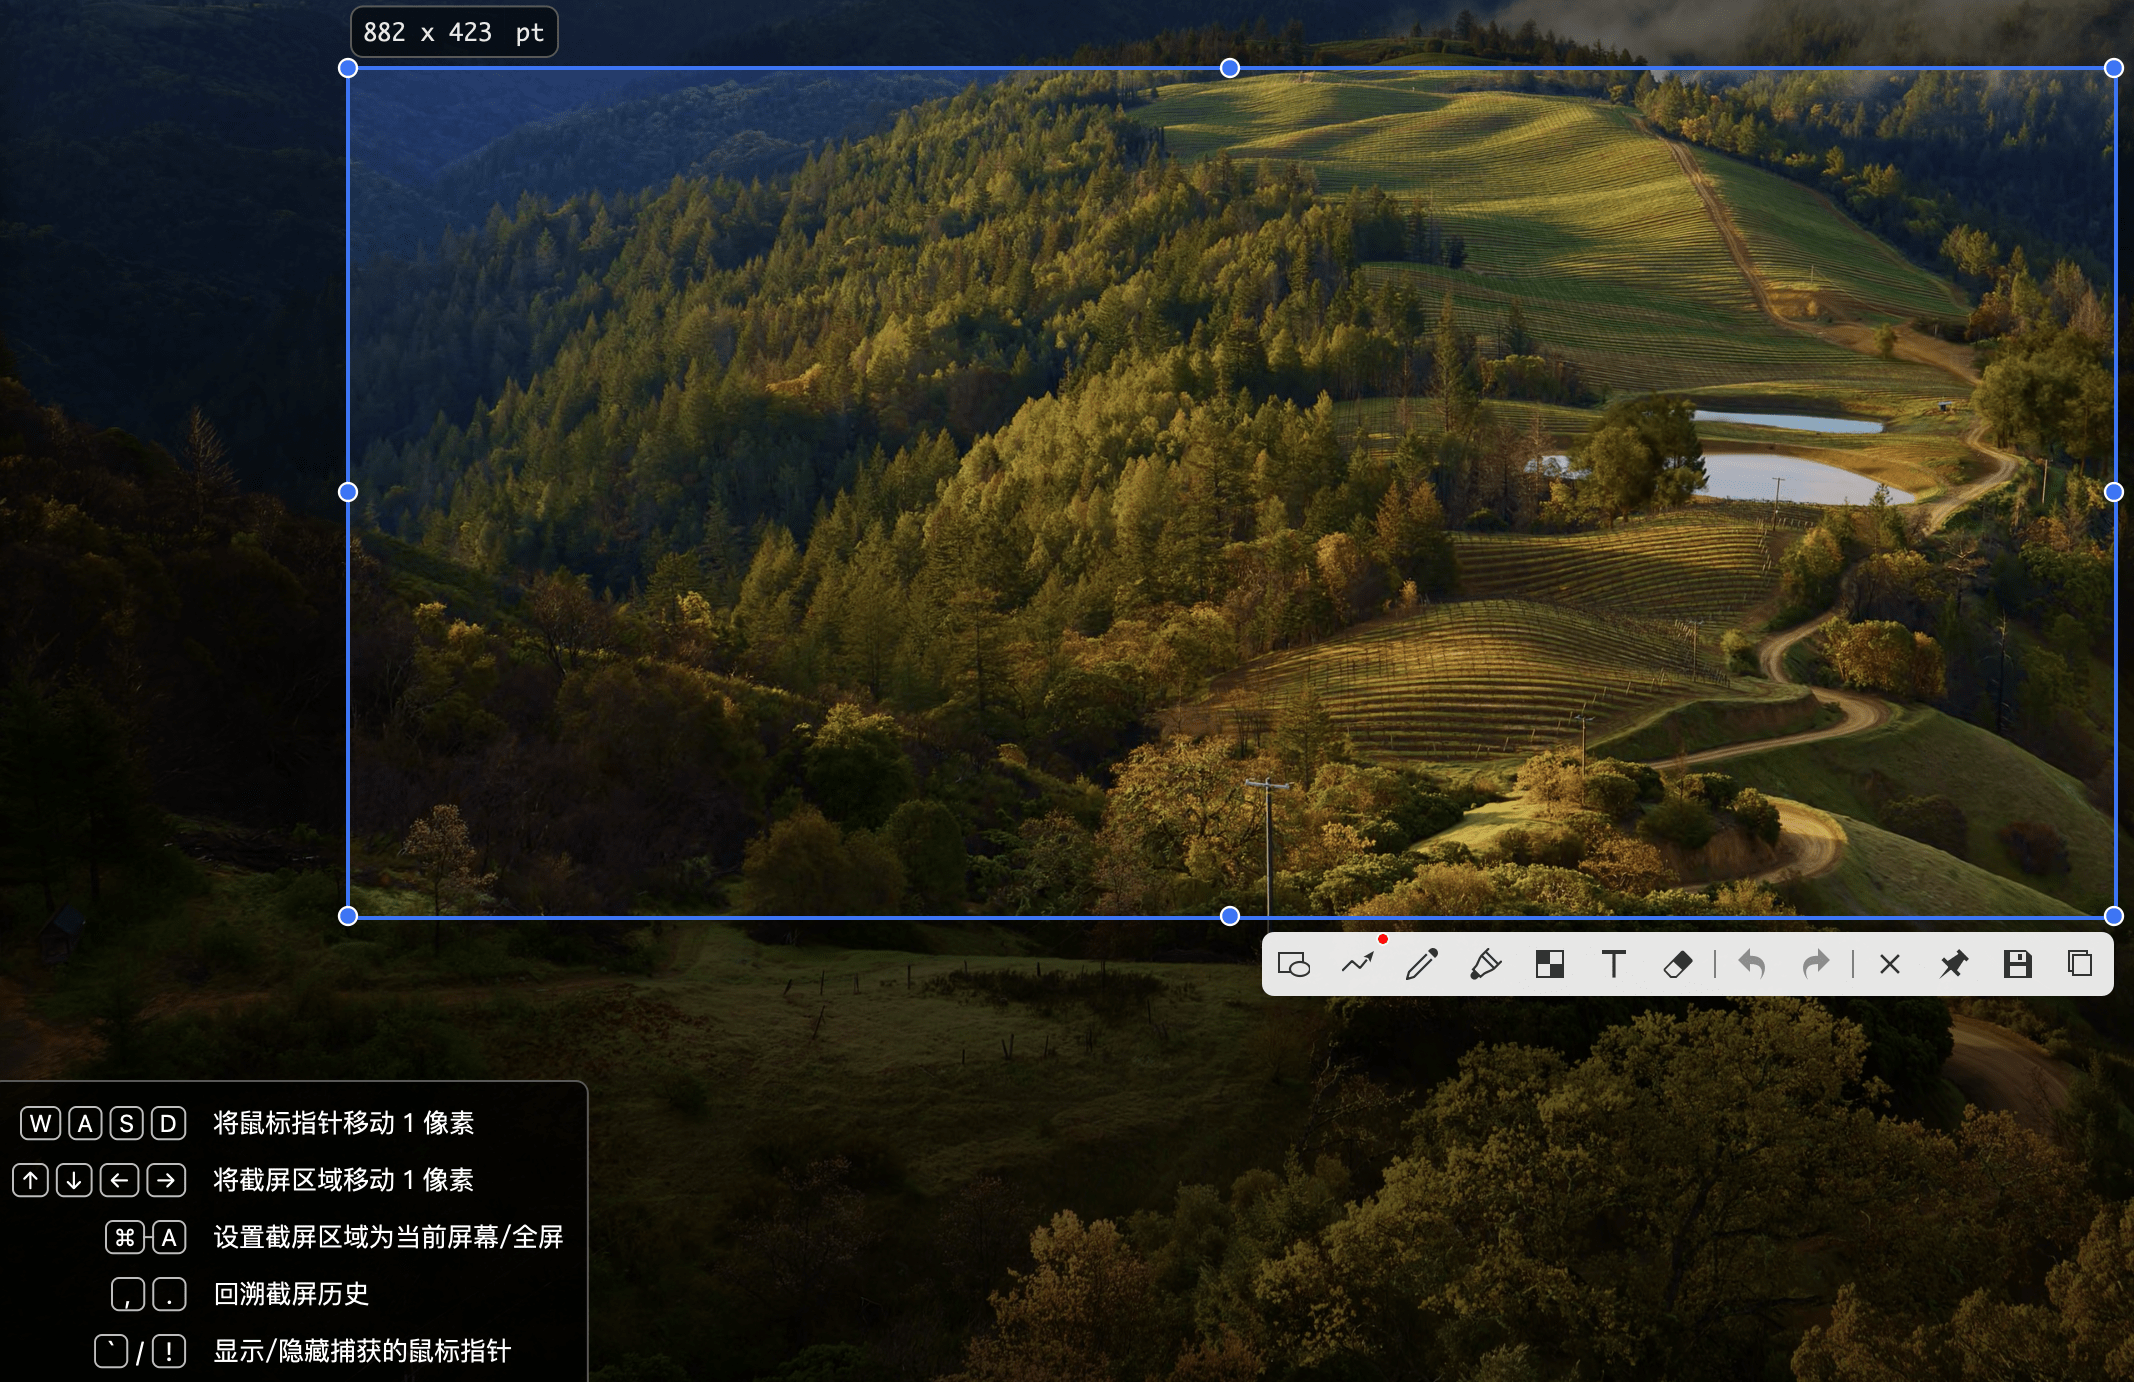 882 x 423 pt
W A S D 将鼠标指针移动 1 像素
↑ ↓ ← → 将截屏区域移动 1 像素
⌘-A 设置截屏区域为当前屏幕/全屏
, . 回溯截屏历史
` / ! 显示/隐藏捕获的鼠标指针